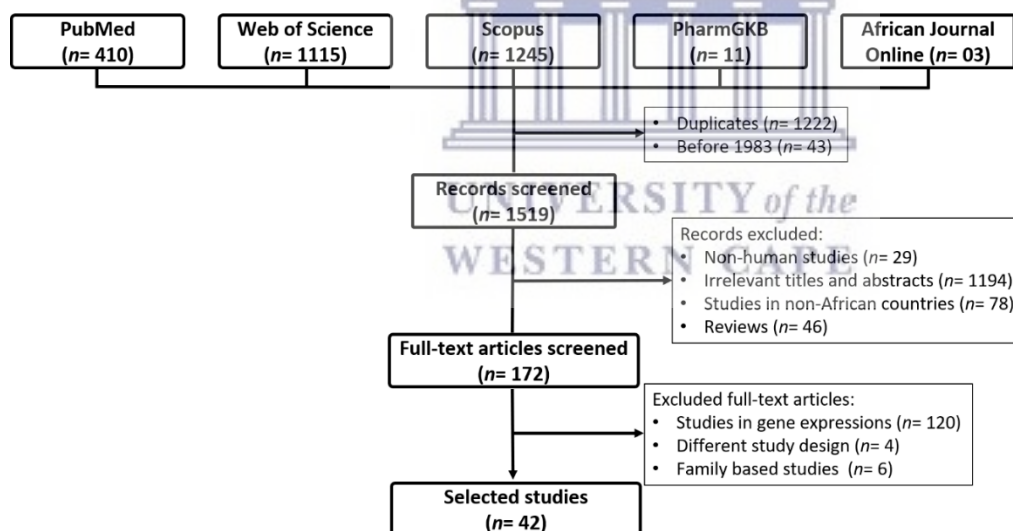 PubMed
(n= 410)
Web of Science
(n= 1115)
Scopus
(n= 1245)
PharmGKB
(n= 11)
African Journal
Online (n= 03)
• Duplicates (n= 1222)
• Before 1983 (n= 43)
Records screened
(n= 1519)
UNIVERSITY of the
WESTERN CAPE
Records excluded:
• Non-human studies (n= 29)
• Irrelevant titles and abstracts (n= 1194)
• Studies in non-African countries (n= 78)
• Reviews (n= 46)
Full-text articles screened
(n= 172)
Excluded full-text articles:
• Studies in gene expressions (n= 120)
• Different study design (n= 4)
• Family based studies (n= 6)
Selected studies
(n= 42)